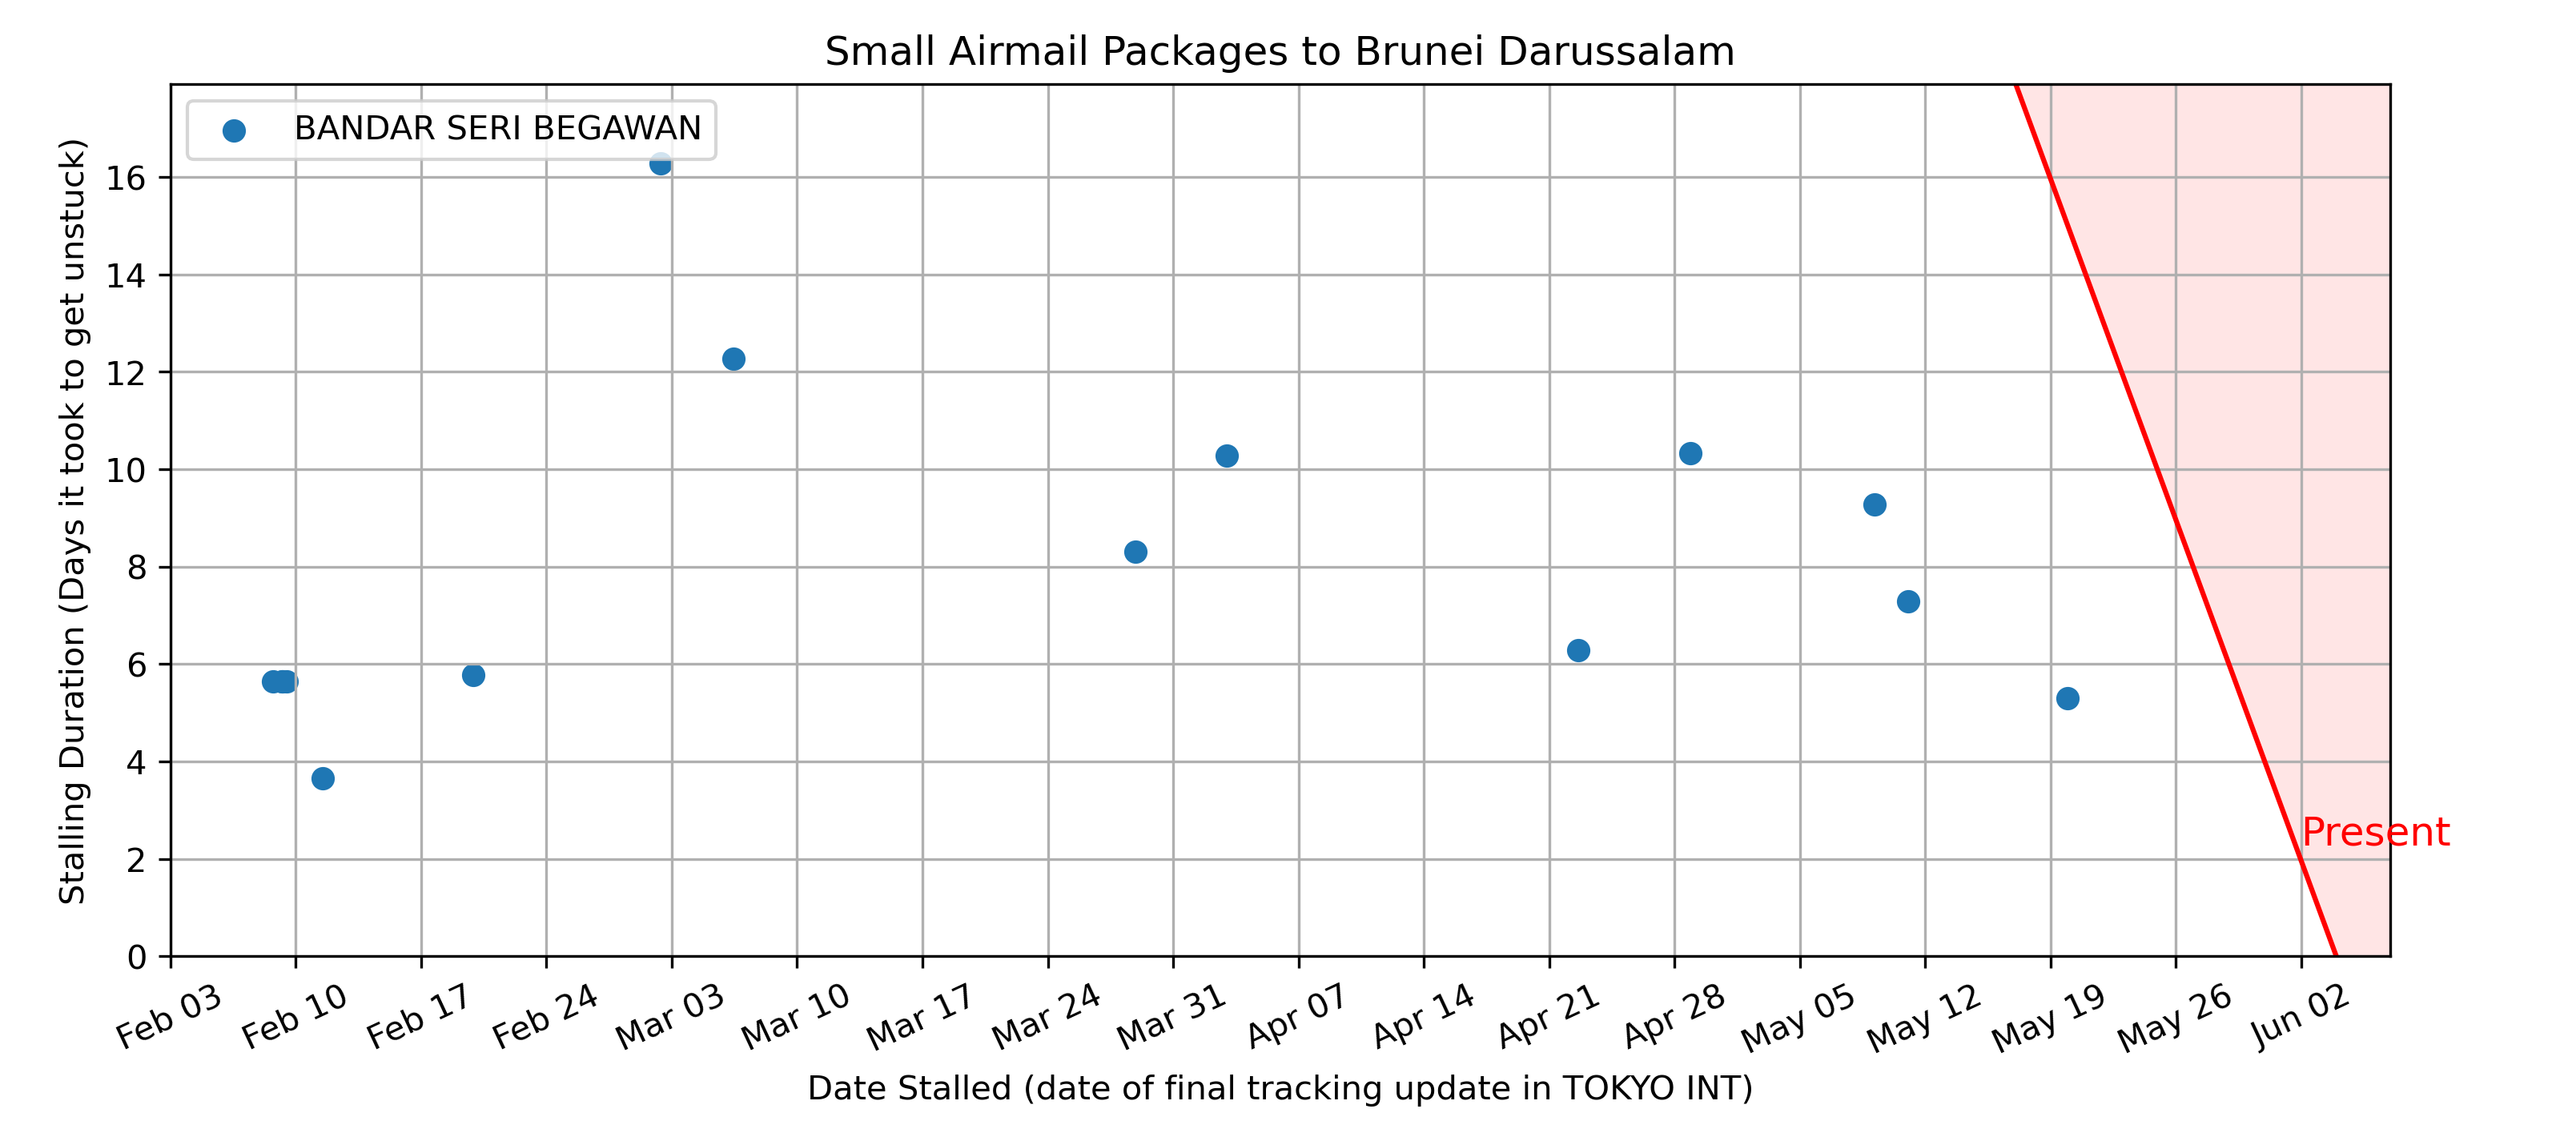 Small Airmail Packages to Brunei Darussalam
BANDAR SERI BEGAWAN
Stalling Duration (Days it took to get unstuck)
16
14
12
10
8
6
4
2
0
Present
Feb 03
Feb 10
Feb 17
Feb 24
Mar 03
Mar 10
Mar 17
Mar 24
Mar 31
Apr 07
Apr 14
Apr 21
Apr 28
May 05
May 12
May 19
May 26
Jun 02
Date Stalled (date of final tracking update in TOKYO INT)